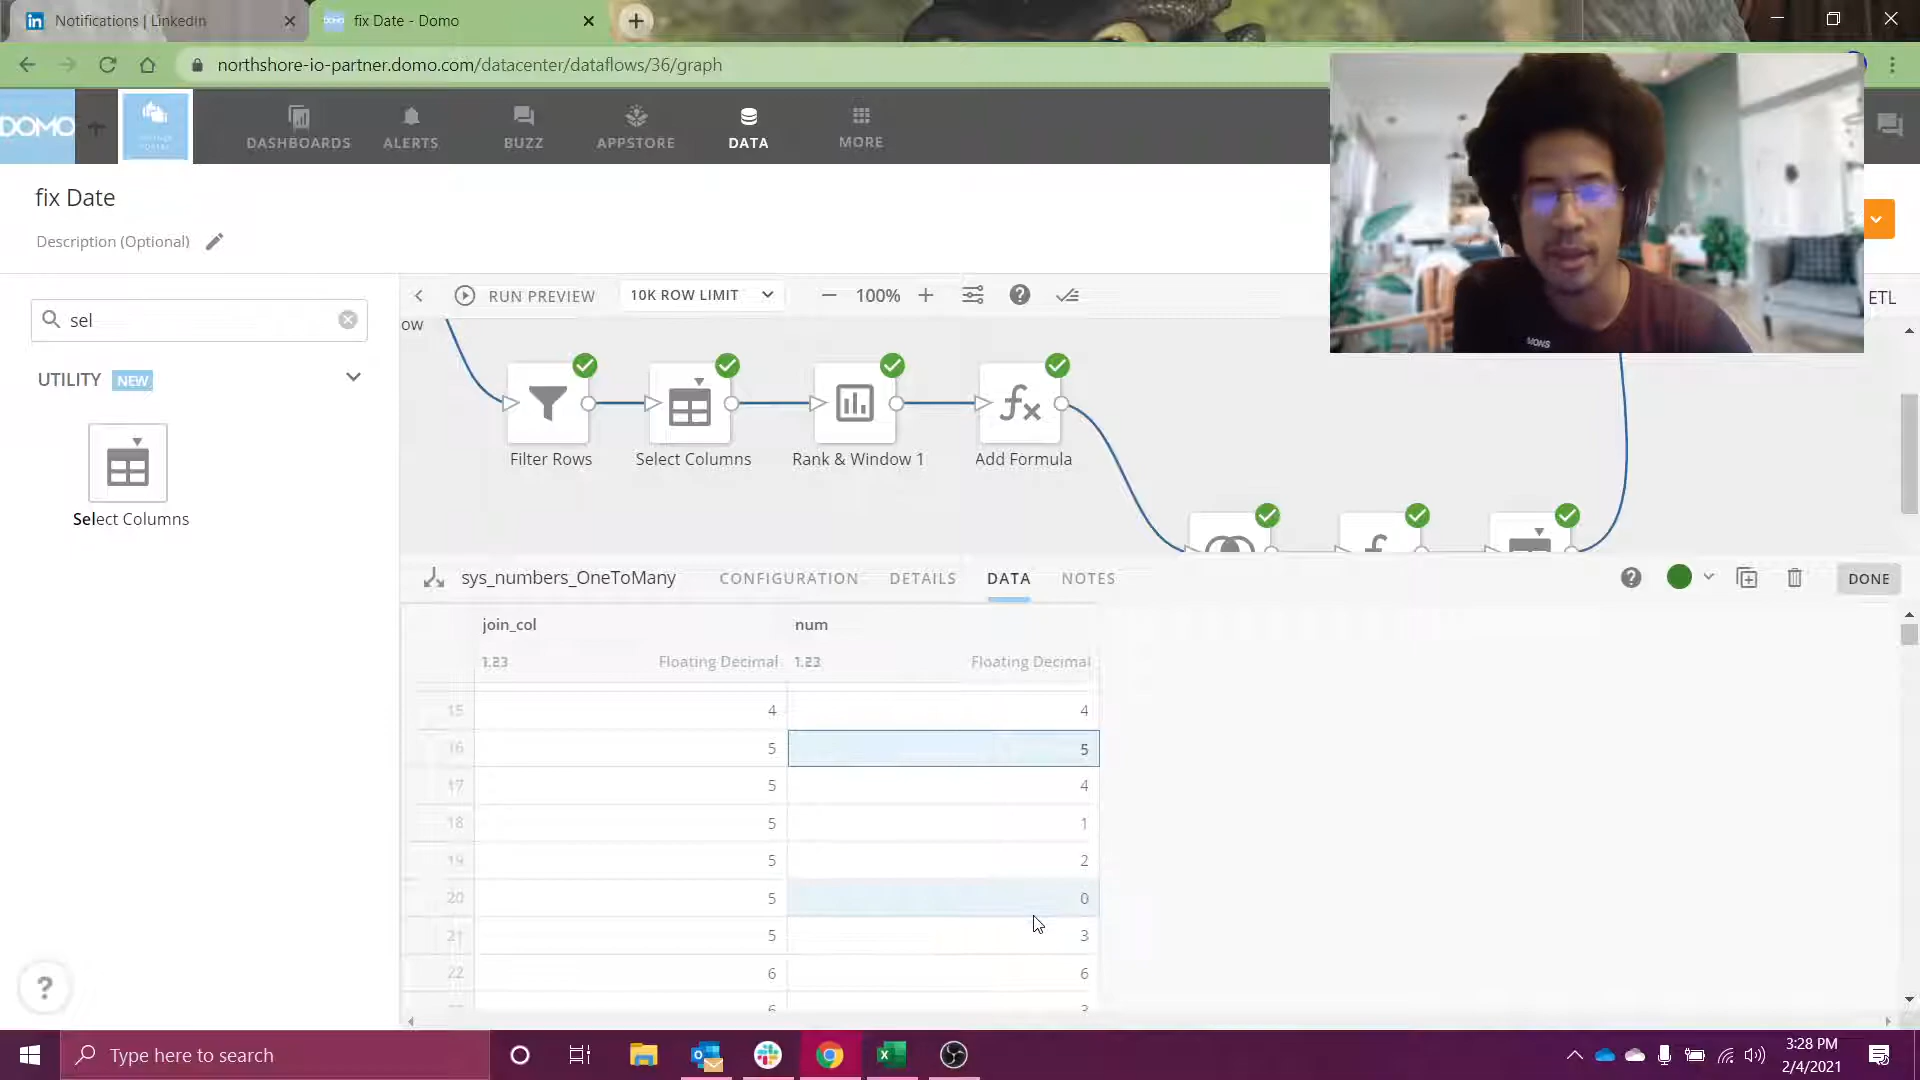 Notifications | LinkedIn
fix Date - Domo
northshore-io-partner.domo.com/datacenter/dataflows/36/graph
DOMO
DASHBOARDS
ALERTS
BUZZ
APPSTORE
DATA
MORE
fix Date
Description (Optional)
sel
UTILITY NEW
Select Columns
RUN PREVIEW
10K ROW LIMIT
100%
ETL
ow
Filter Rows
Select Columns
Rank & Window 1
Add Formula
MONS
sys_numbers_OneToMany
CONFIGURATION
DETAILS
DATA
NOTES
DONE
join_col num
1.23 Floating Decimal 1.23 Floating Decimal
15 4 4
16 5 5
17 5 4
18 5 1
19 5 2
20 5 0
21 5 3
22 6 6
6 3
Type here to search
3:28 PM
2/4/2021